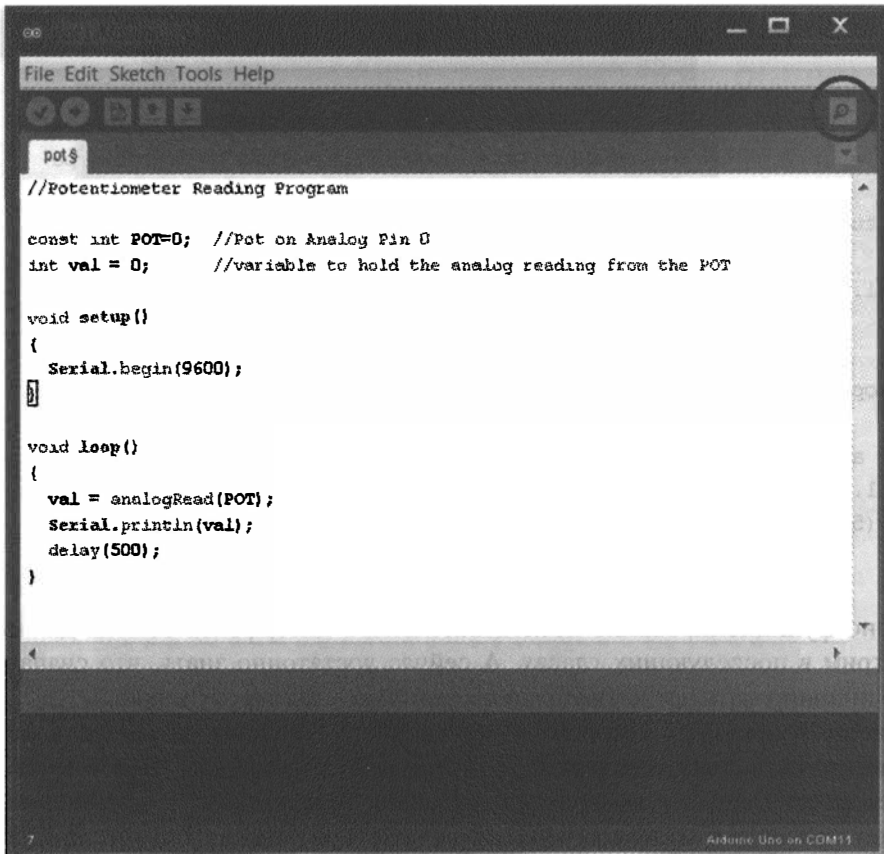 File Edit Sketch Tools Help
pot§
//Potentiometer Reading Program
const int POT=0; //Pot on Analog Pin 0
int val = 0; //variable to hold the analog reading from the POT
void setup()
{
Serial.begin(9600);
}
void loop()
{
val = analogRead(POT);
Serial.println(val);
delay(500);
}
7
Arduino Uno on COM11